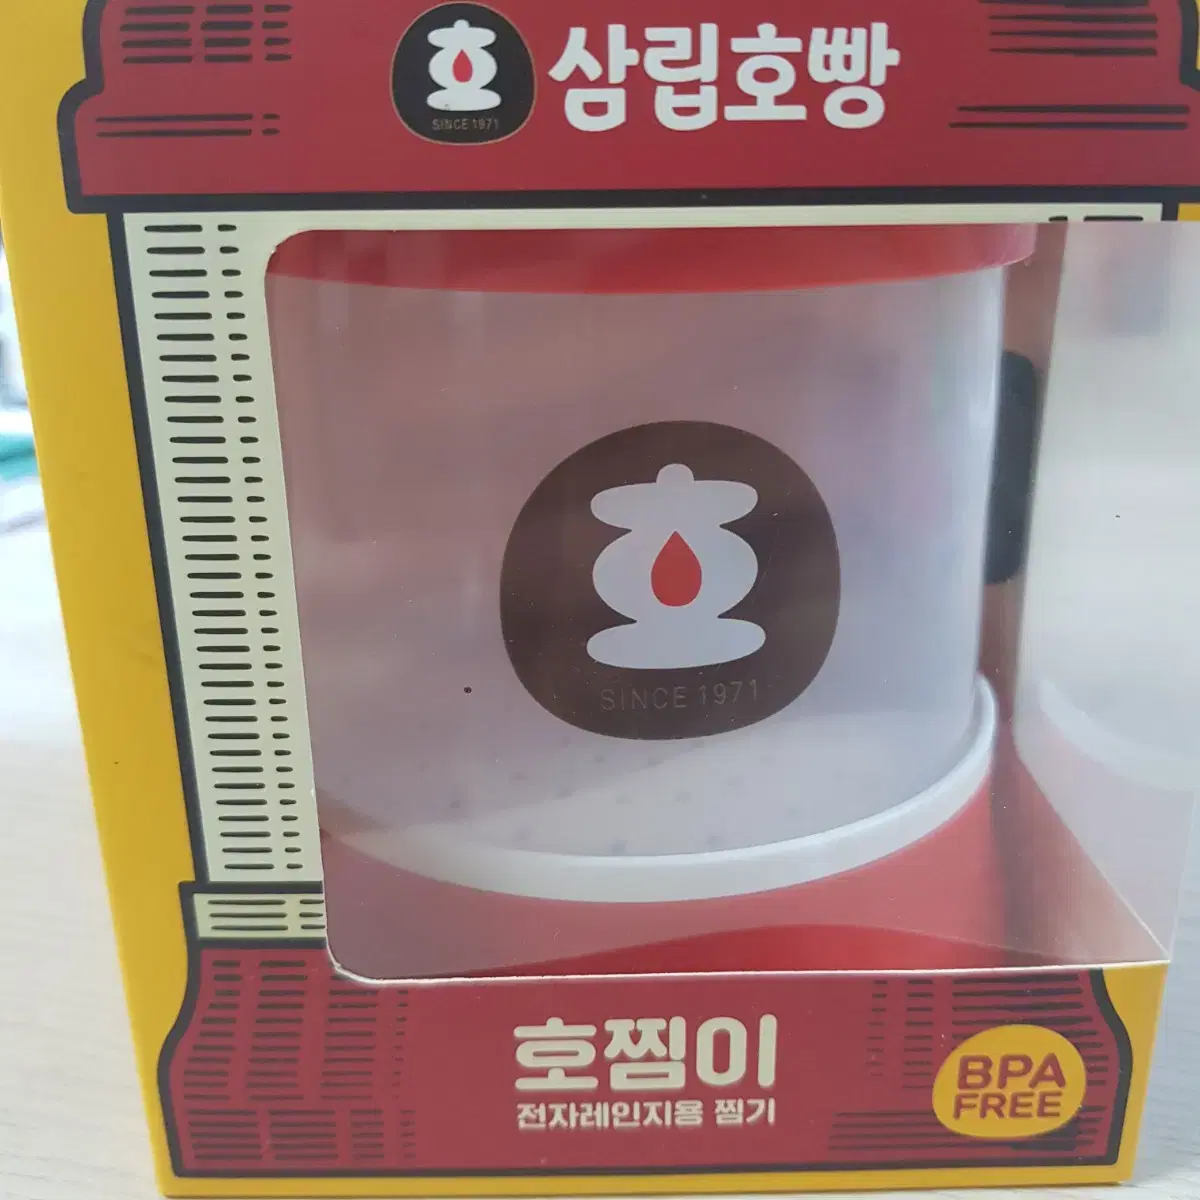 호
SINCE 1971
삼립호빵
호
SINCE 1971
호찜이
전자레인지용 찜기
BPA
FREE